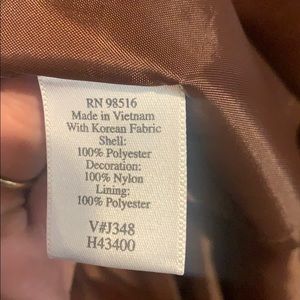 RN 98516
Made in Vietnam
With Korean Fabric
Shell:
100% Polyester
Decoration:
100% Nylon
Lining:
100% Polyester
V#J348
H43400